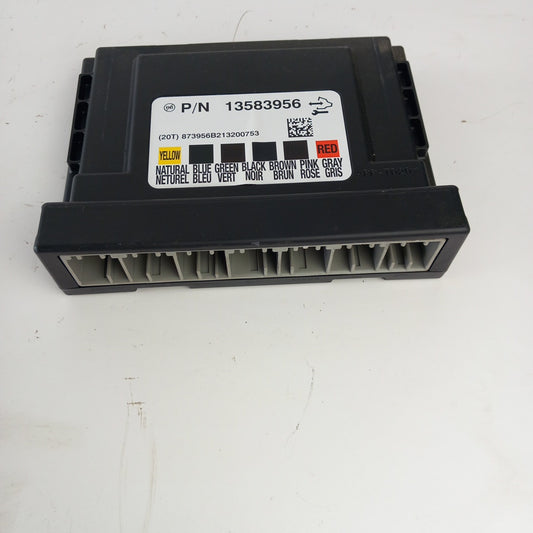 P/N 13583956
(20T) 873956B213200753
YELLOW RED
NATURAL BLUE GREEN BLACK BROWN PINK GRAY
NETUREL BLEU VERT NOIR BRUN ROSE GRIS